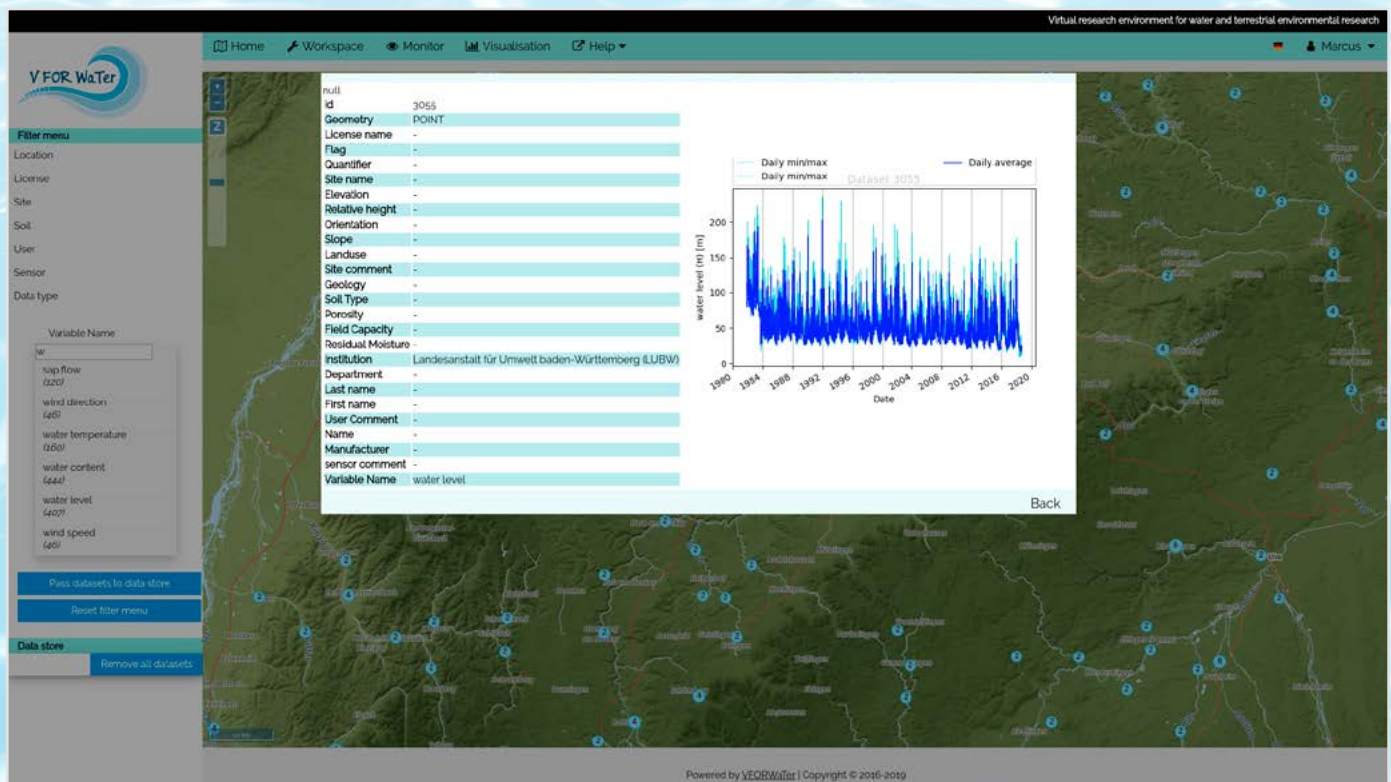 Virtual research environment for water and terrestrial environmental research
V FOR WaTer
Home Workspace Monitor Visualisation Help Marcus
Filter menu
Location
License
Site
Soil
User
Sensor
Data type
Variable Name
w
sap flow
(120)
wind direction
(46)
water temperature
(160)
water content
(444)
water level
(407)
wind speed
(46)
Pass datasets to data store
Reset filter menu
Data store
Remove all datasets
+
-
Z
null
id 3055
Geometry POINT
License name -
Flag -
Quantifier -
Site name -
Elevation -
Relative height -
Orientation -
Slope -
Landuse -
Site comment -
Geology -
Soil Type -
Porosity -
Field Capacity -
Residual Moisture -
Institution Landesanstalt für Umwelt baden-Württemberg (LUBW)
Department -
Last name -
First name -
User Comment -
Name -
Manufacturer -
sensor comment -
Variable Name water level
Daily min/max Daily average
Daily min/max
Dataset 3055
water level (H) [m]
200
150
100
50
0
1980 1984 1988 1992 1996 2000 2004 2008 2012 2016 2020
Date
Back
Ulm
Powered by VFORWaTer | Copyright © 2016-2019